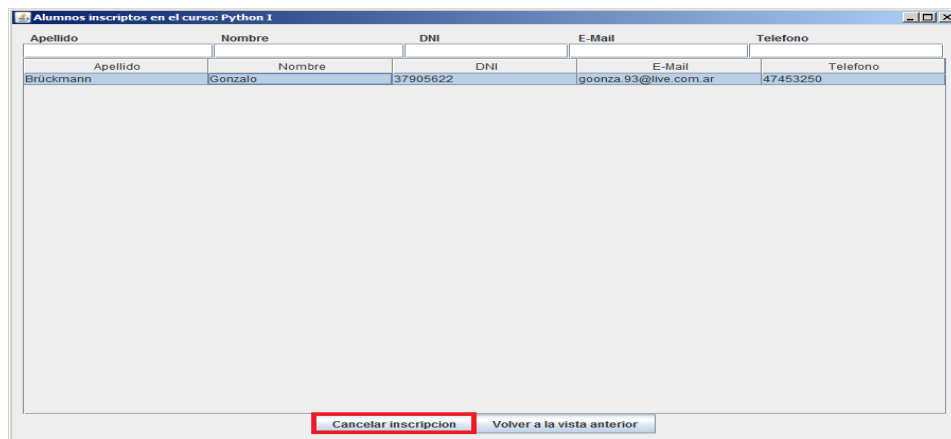 Alumnos inscriptos en el curso: Python I
Apellido Nombre DNI E-Mail Telefono
Apellido Nombre DNI E-Mail Telefono
Brückmann Gonzalo 37905622 goonza.93@live.com.ar 47453250
Cancelar inscripcion Volver a la vista anterior